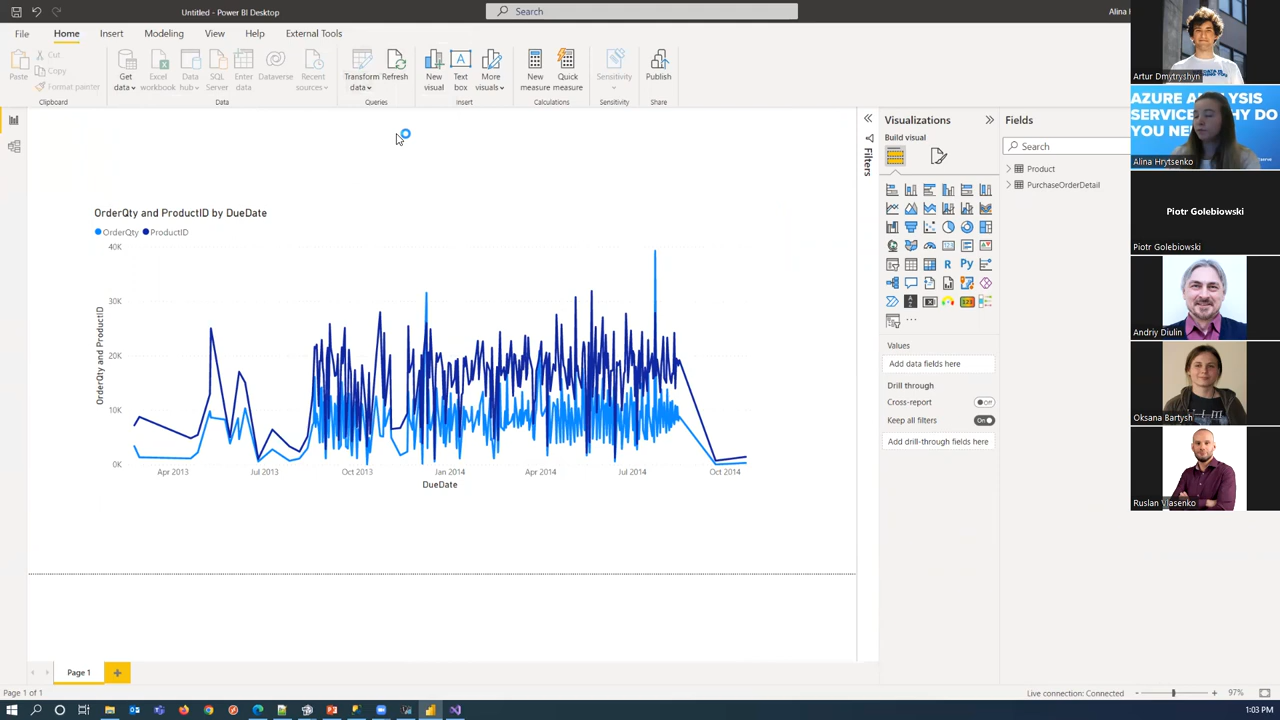 Untitled - Power BI Desktop
Search
Alina H
File
Home
Insert
Modeling
View
Help
External Tools
Paste
Cut
Copy
Format painter
Clipboard
Get data
Excel workbook
Data hub
SQL Server
Enter data
Dataverse
Recent sources
Data
Transform data
Refresh
Queries
New visual
Text box
More visuals
Insert
New measure
Quick measure
Calculations
Sensitivity
Sensitivity
Publish
Share
OrderQty and ProductID by DueDate
OrderQty
ProductID
40K
30K
20K
10K
0K
OrderQty and ProductID
Apr 2013
Jul 2013
Oct 2013
Jan 2014
Apr 2014
Jul 2014
Oct 2014
DueDate
Filters
Visualizations
Build visual
R
Py
123
Values
Add data fields here
Drill through
Cross-report
Off
Keep all filters
On
Add drill-through fields here
Fields
Search
Product
PurchaseOrderDetail
Artur Dmytryshyn
AZURE ANALYSIS
SERVICE
HY DO
YOU NE
Alina Hrytsenko
Piotr Golebiowski
Piotr Golebiowski
Andriy Diulin
Oksana Bartysh
Ruslan Vlasenko
Page 1
Page 1 of 1
Live connection: Connected
97%
1:03 PM